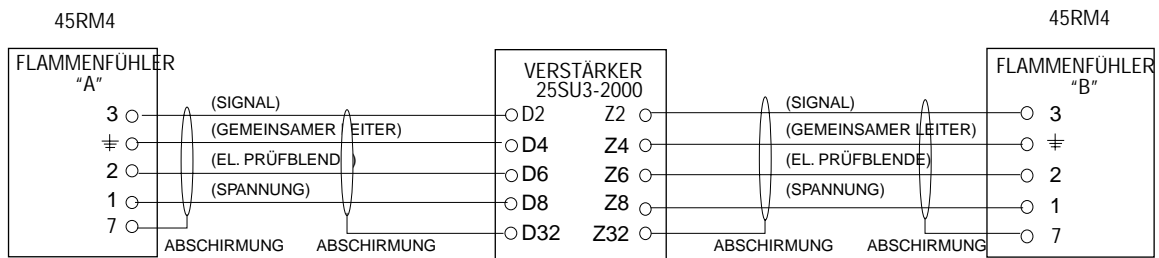 45RM4
45RM4
FLAMMENFÜHLER
"A"
VERSTÄRKER
25SU3-2000
FLAMMENFÜHLER
"B"
3 (SIGNAL) D2 Z2 (SIGNAL) 3
(GEMEINSAMER LEITER) D4 Z4 (GEMEINSAMER LEITER)
2 (EL. PRÜFBLENDE) D6 Z6 (EL. PRÜFBLENDE) 2
1 (SPANNUNG) D8 Z8 (SPANNUNG) 1
7 ABSCHIRMUNG ABSCHIRMUNG D32 Z32 ABSCHIRMUNG ABSCHIRMUNG 7